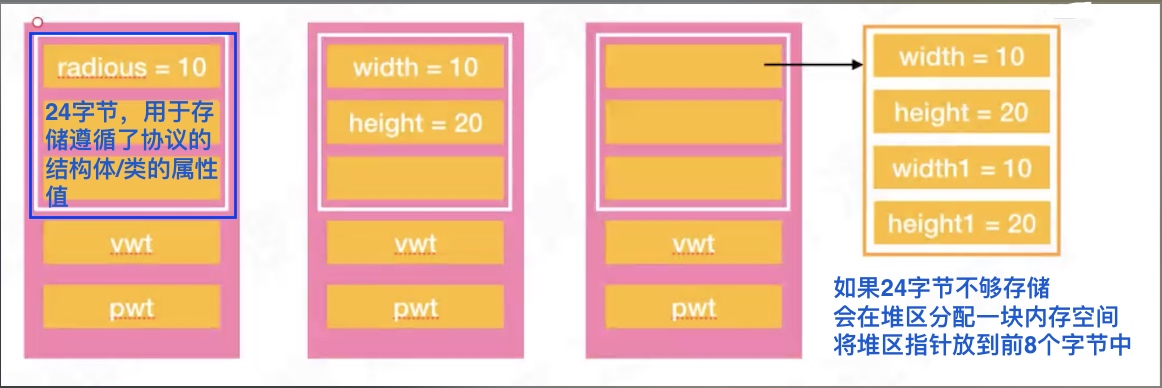 radious = 10
24字节，用于存
储遵循了协议的
结构体/类的属性
值
vwt
pwt
width = 10
height = 20
vwt
pwt
vwt
pwt
width = 10
height = 20
width1 = 10
height1 = 20
如果24字节不够存储
会在堆区分配一块内存空间
将堆区指针放到前8个字节中